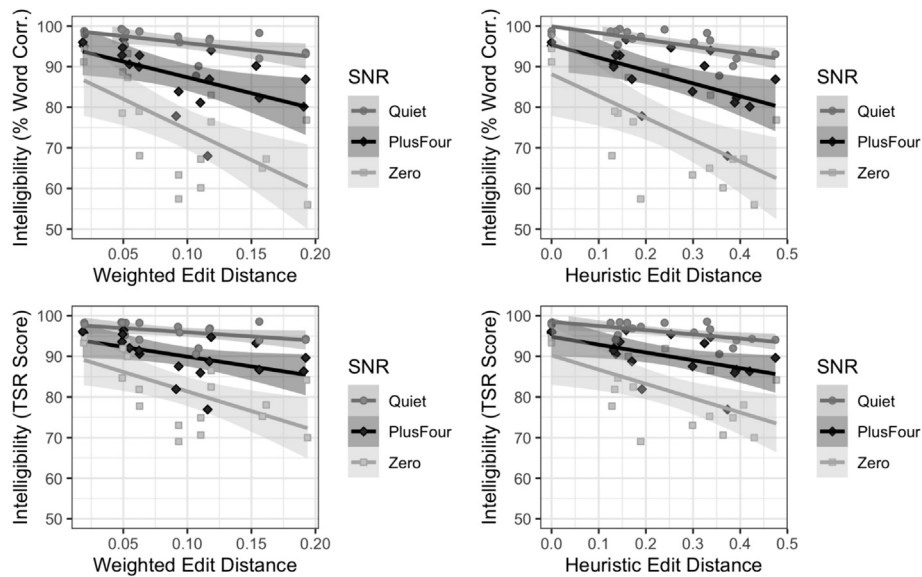 Intelligibility (% Word Corr.)
100
90
80
70
60
50
0.05
0.10
0.15
0.20
Weighted Edit Distance
SNR
Quiet
PlusFour
Zero
Intelligibility (% Word Corr.)
100
90
80
70
60
50
0.0
0.1
0.2
0.3
0.4
0.5
Heuristic Edit Distance
SNR
Quiet
PlusFour
Zero
Intelligibility (TSR Score)
100
90
80
70
60
50
0.05
0.10
0.15
0.20
Weighted Edit Distance
SNR
Quiet
PlusFour
Zero
Intelligibility (TSR Score)
100
90
80
70
60
50
0.0
0.1
0.2
0.3
0.4
0.5
Heuristic Edit Distance
SNR
Quiet
PlusFour
Zero